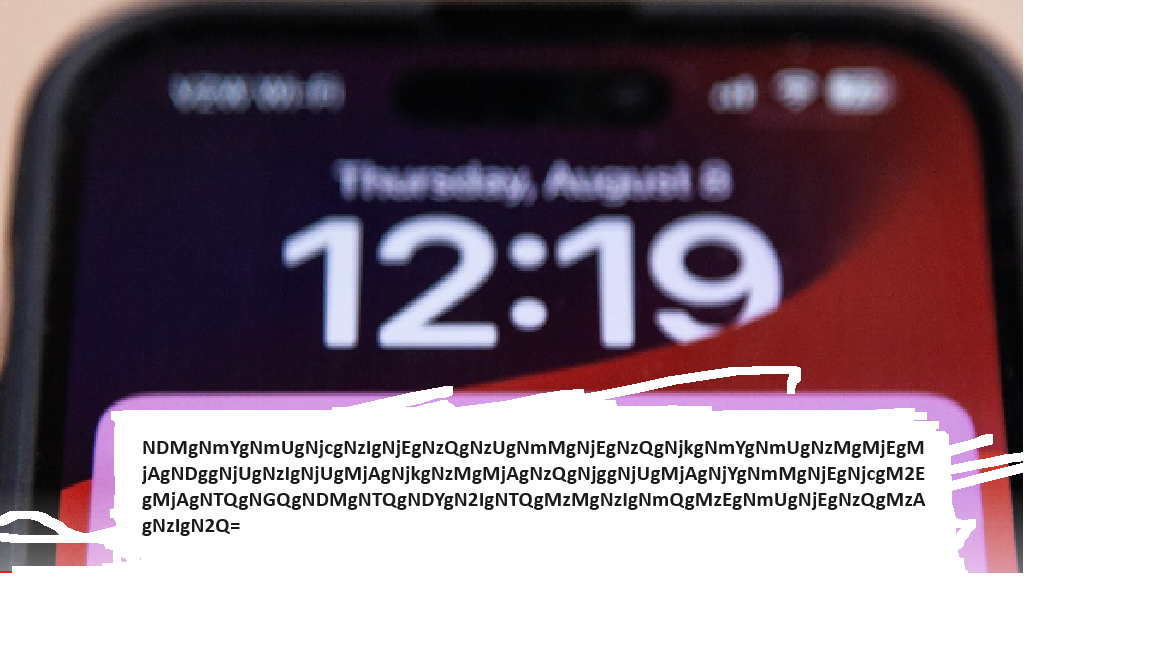 Thursday, August 8
12:19
NDMgNmYgNmUgNjcgNzIgNjEgNzQgNzUgNmMgNjEgNzQgNjkgNmYgNmUgNzMgMjEgM
jAgNDggNjUgNzIgNjUgMjAgNjkgNzMgMjAgNzQgNjggNjUgMjAgNjYgNmMgNjEgNjcgM2E
gMjAgNTQgNGQgNDMgNTQgNDYgN2IgNTQgMzMgNzIgNmQgMzEgNmUgNjEgNzQgMzA
gNzIgN2Q=